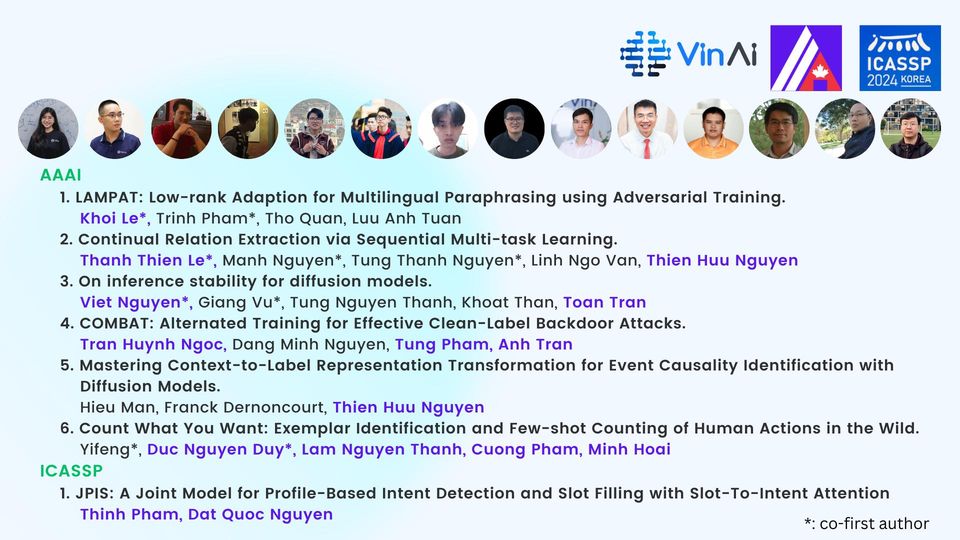 VinAi
ICASSP
2024 KOREA
VinAi
AAAI
1. LAMPAT: Low-rank Adaption for Multilingual Paraphrasing using Adversarial Training.
Khoi Le*, Trinh Pham*, Tho Quan, Luu Anh Tuan
2. Continual Relation Extraction via Sequential Multi-task Learning.
Thanh Thien Le*, Manh Nguyen*, Tung Thanh Nguyen*, Linh Ngo Van, Thien Huu Nguyen
3. On inference stability for diffusion models.
Viet Nguyen*, Giang Vu*, Tung Nguyen Thanh, Khoat Than, Toan Tran
4. COMBAT: Alternated Training for Effective Clean-Label Backdoor Attacks.
Tran Huynh Ngoc, Dang Minh Nguyen, Tung Pham, Anh Tran
5. Mastering Context-to-Label Representation Transformation for Event Causality Identification with
Diffusion Models.
Hieu Man, Franck Dernoncourt, Thien Huu Nguyen
6. Count What You Want: Exemplar Identification and Few-shot Counting of Human Actions in the Wild.
Yifeng*, Duc Nguyen Duy*, Lam Nguyen Thanh, Cuong Pham, Minh Hoai
ICASSP
1. JPIS: A Joint Model for Profile-Based Intent Detection and Slot Filling with Slot-To-Intent Attention
Thinh Pham, Dat Quoc Nguyen
*: co-first author